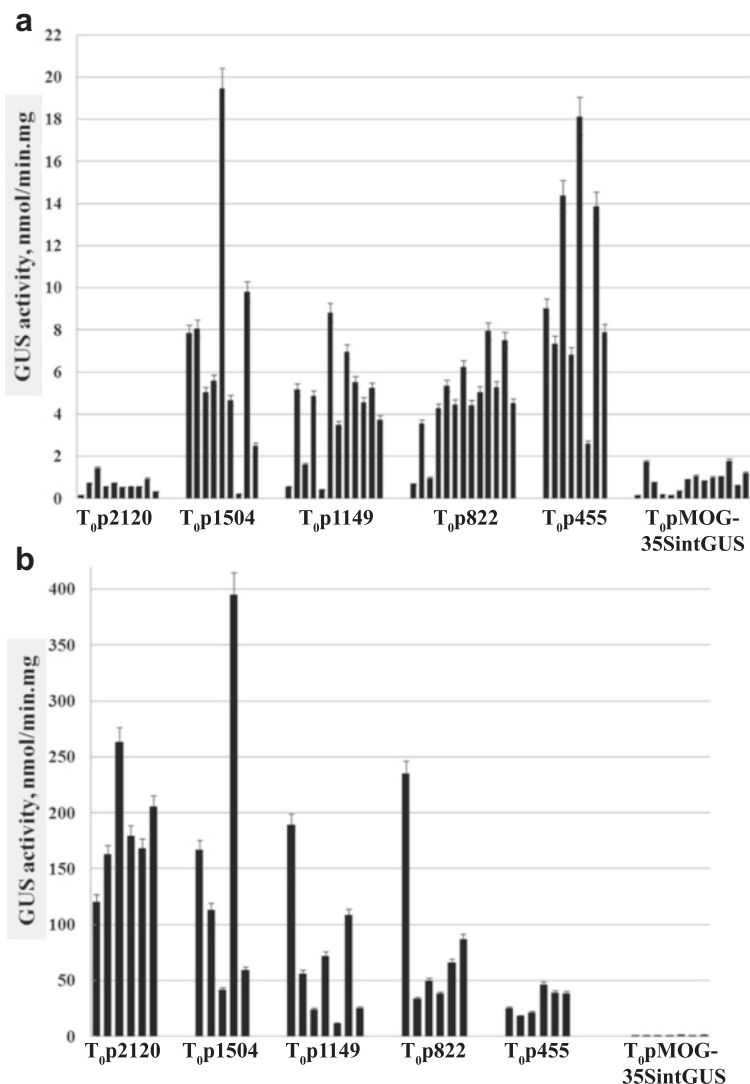 a
GUS activity, nmol/min.mg
22
20
18
16
14
12
10
8
6
4
2
0
T₀p2120 T₀p1504 T₀p1149 T₀p822 T₀p455 T₀pMOG-
35SintGUS
b
GUS activity, nmol/min.mg
400
350
300
250
200
150
100
50
0
T₀p2120 T₀p1504 T₀p1149 T₀p822 T₀p455 T₀pMOG-
35SintGUS